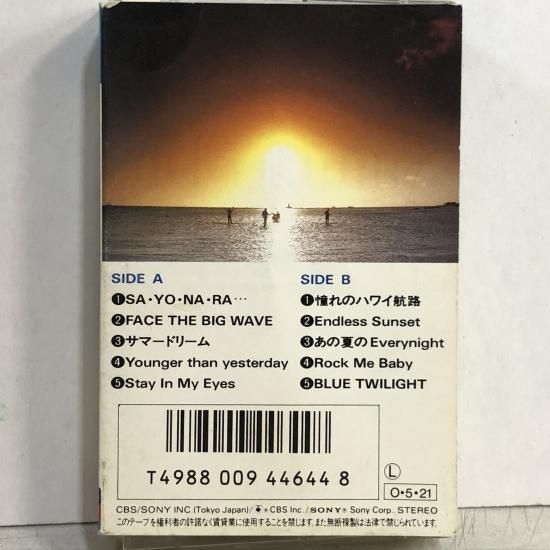 SIDE A
❶SA・YO・NA・RA…
❷FACE THE BIG WAVE
❸サマードリーム
❹Younger than yesterday
❺Stay In My Eyes
SIDE B
❶憧れのハワイ航路
❷Endless Sunset
❸あの夏のEverynight
❹Rock Me Baby
❺BLUE TWILIGHT
T4988 009 44644 8
Ⓛ
O・5・21
CBS/SONY INC.(Tokyo Japan)/®CBS Inc./SONY® Sony Corp. STEREO
このテープを権利者の許諾なく賃貸業に使用することを禁じます。また無断複製は法律で禁じられています。